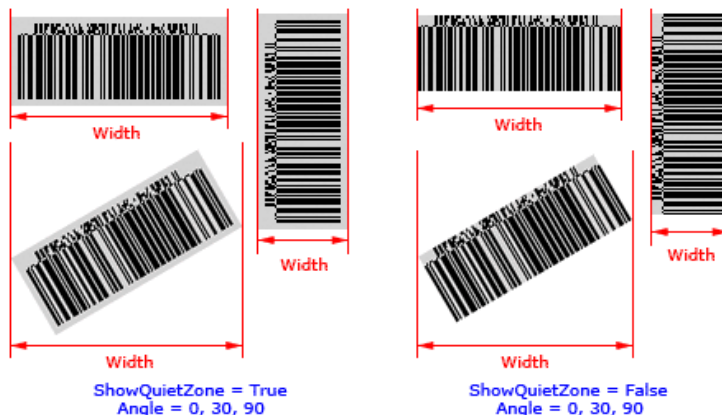 Width
Width
Width
Width
Width
Width
ShowQuietZone = True
Angle = 0, 30, 90
ShowQuietZone = False
Angle = 0, 30, 90